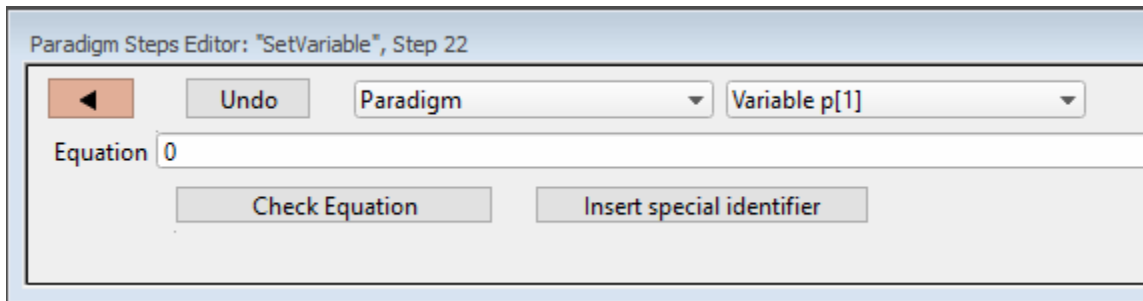 Paradigm Steps Editor: "SetVariable", Step 22
Undo Paradigm Variable p[1]
Equation 0
Check Equation Insert special identifier